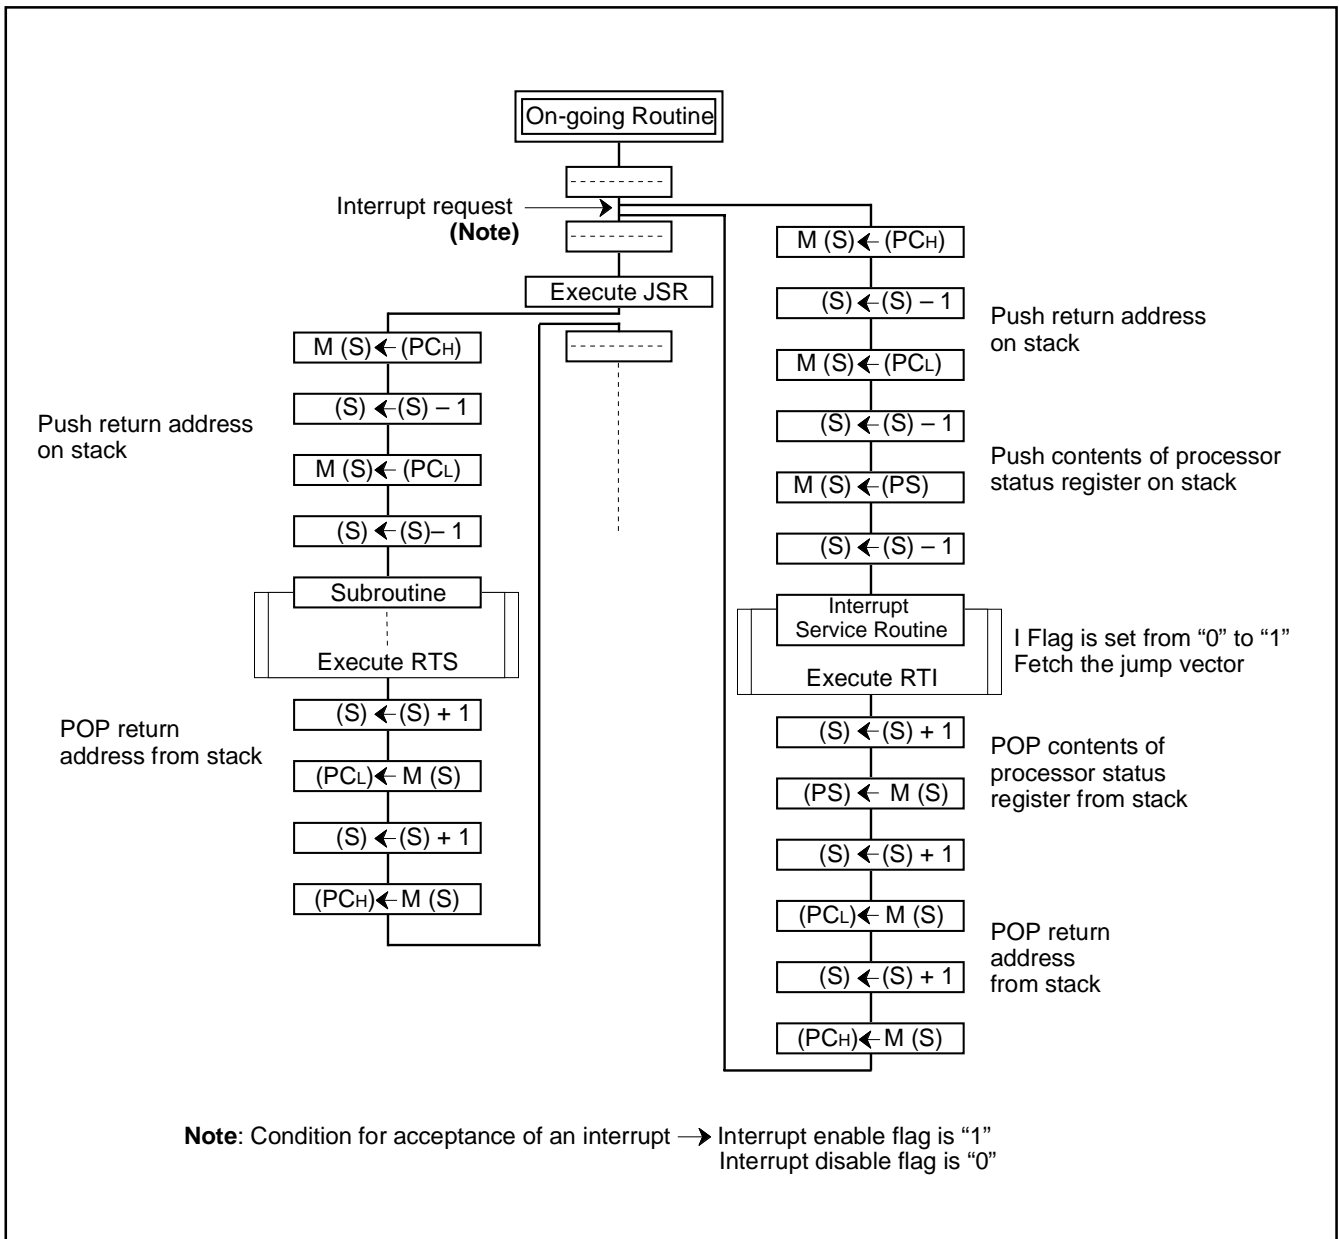 On-going Routine
Interrupt request
(Note)
Execute JSR
M (S) ← (PCH)
(S) ← (S) – 1
M (S) ← (PCL)
(S) ← (S)– 1
Push return address
on stack
Subroutine
Execute RTS
POP return
address from stack
(S) ← (S) + 1
(PCL) ← M (S)
(S) ← (S) + 1
(PCH) ← M (S)
M (S) ← (PCH)
(S) ← (S) – 1
M (S) ← (PCL)
(S) ← (S) – 1
M (S) ← (PS)
(S) ← (S) – 1
Push return address
on stack
Push contents of processor
status register on stack
Interrupt
Service Routine
Execute RTI
I Flag is set from “0” to “1”
Fetch the jump vector
(S) ← (S) + 1
(PS) ← M (S)
(S) ← (S) + 1
(PCL) ← M (S)
(S) ← (S) + 1
(PCH) ← M (S)
POP contents of
processor status
register from stack
POP return
address
from stack
Note: Condition for acceptance of an interrupt → Interrupt enable flag is “1”
Interrupt disable flag is “0”